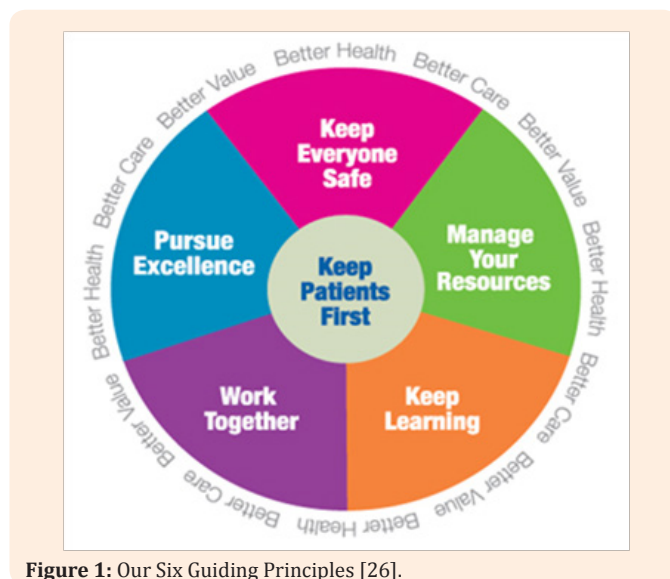 Better Health
Better Care
Better Value
Better Health
Better Care
Better Value
Better Health
Better Care
Better Value
Better Health
Better Care
Better Value
Keep
Everyone
Safe
Manage
Your
Resources
Keep
Learning
Work
Together
Pursue
Excellence
Keep
Patients
First
Figure 1: Our Six Guiding Principles [26].